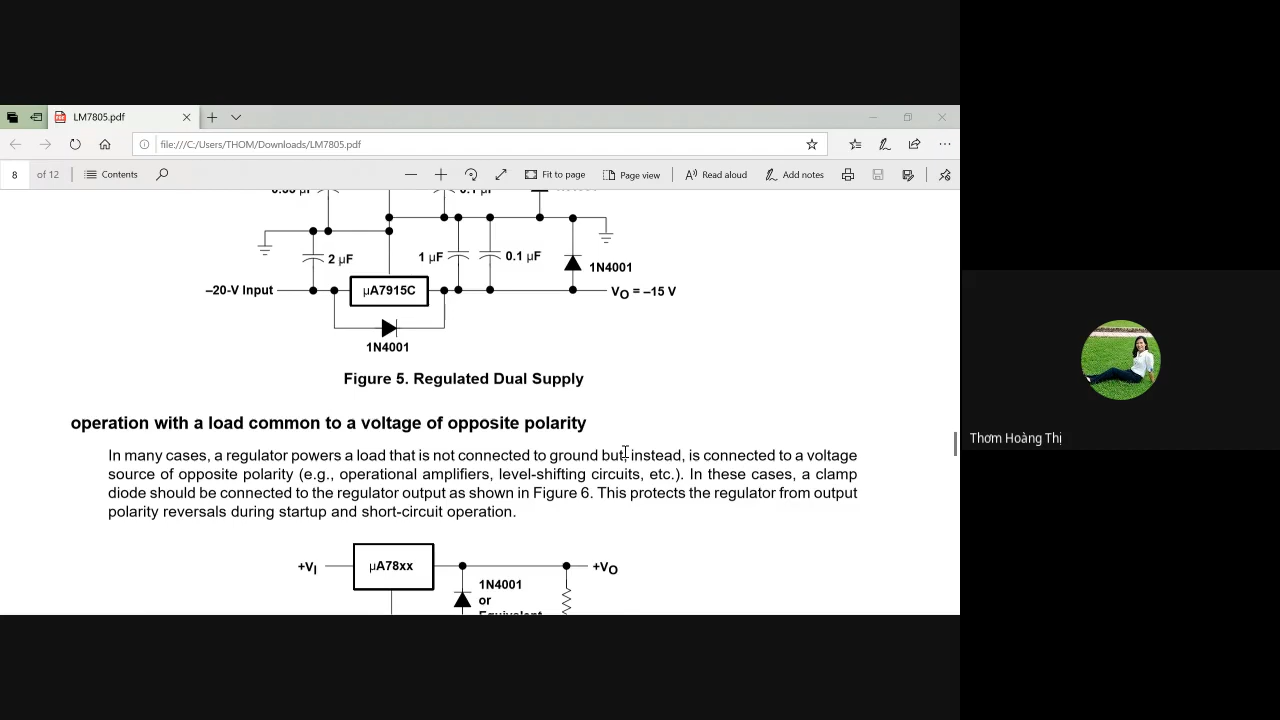 LM7805.pdf
file:///C:/Users/THOM/Downloads/LM7805.pdf
8 of 12 Contents Fit to page Page view Read aloud Add notes
2 µF
1 µF
0.1 µF
1N4001
–20-V Input
µA7915C
VO = –15 V
1N4001
Figure 5. Regulated Dual Supply
operation with a load common to a voltage of opposite polarity
In many cases, a regulator powers a load that is not connected to ground but, instead, is connected to a voltage
source of opposite polarity (e.g., operational amplifiers, level-shifting circuits, etc.). In these cases, a clamp
diode should be connected to the regulator output as shown in Figure 6. This protects the regulator from output
polarity reversals during startup and short-circuit operation.
+VI
µA78xx
+VO
1N4001
or
Thơm Hoàng Thị